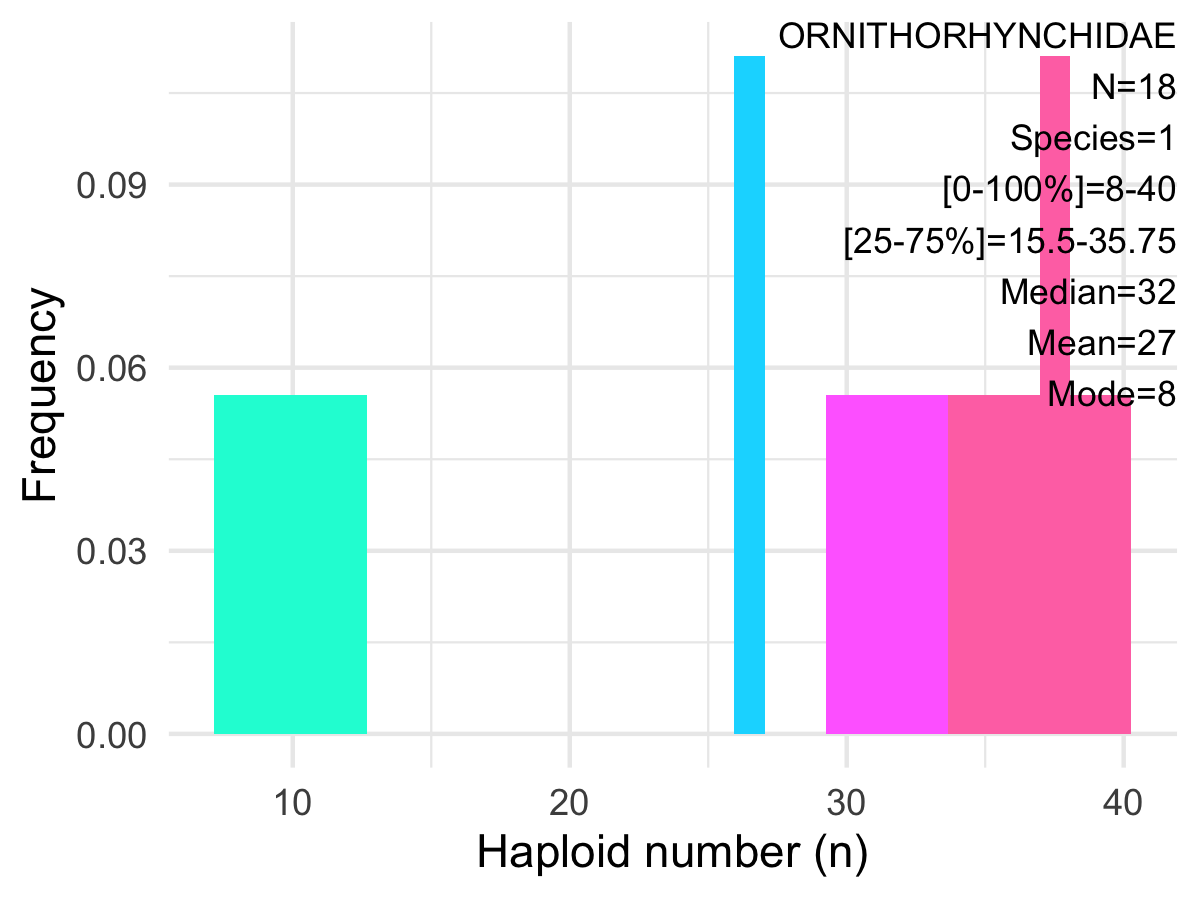 ORNITHORHYNCHIDAE
N=18
Species=1
[0-100%]=8-40
[25-75%]=15.5-35.75
Median=32
Mean=27
Mode=8
Frequency
0.09
0.06
0.03
0.00
10 20 30 40
Haploid number (n)